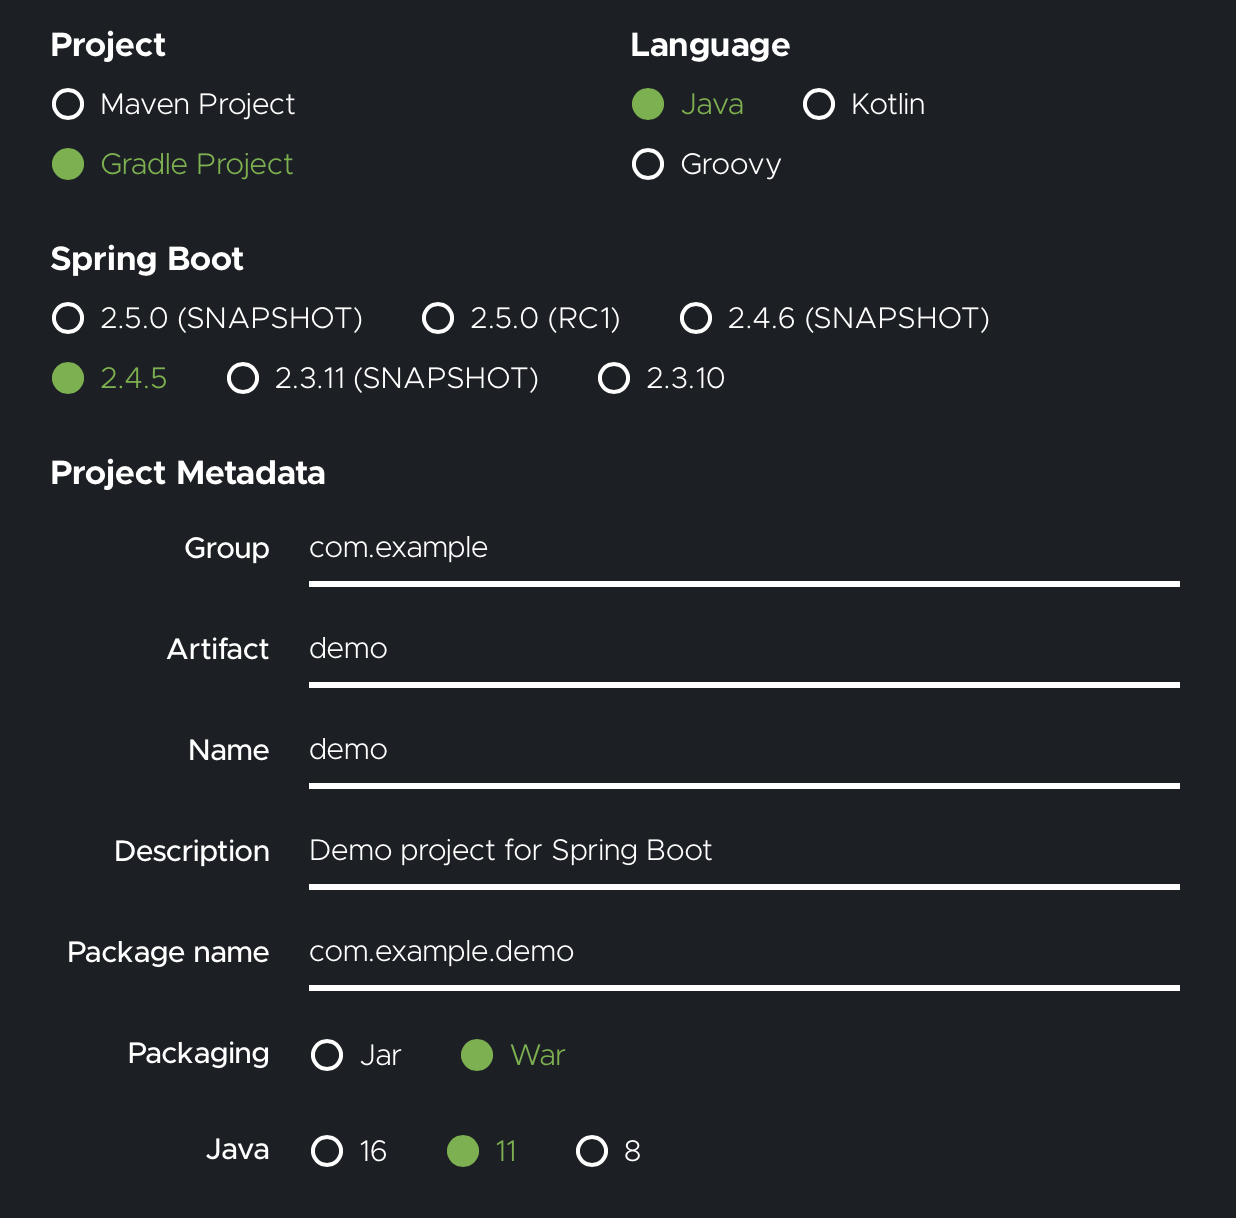 Project
Language
Maven Project
Java
Kotlin
Gradle Project
Groovy
Spring Boot
2.5.0 (SNAPSHOT)
2.5.0 (RC1)
2.4.6 (SNAPSHOT)
2.4.5
2.3.11 (SNAPSHOT)
2.3.10
Project Metadata
Group
com.example
Artifact
demo
Name
demo
Description
Demo project for Spring Boot
Package name
com.example.demo
Packaging
Jar
War
Java
16
11
8